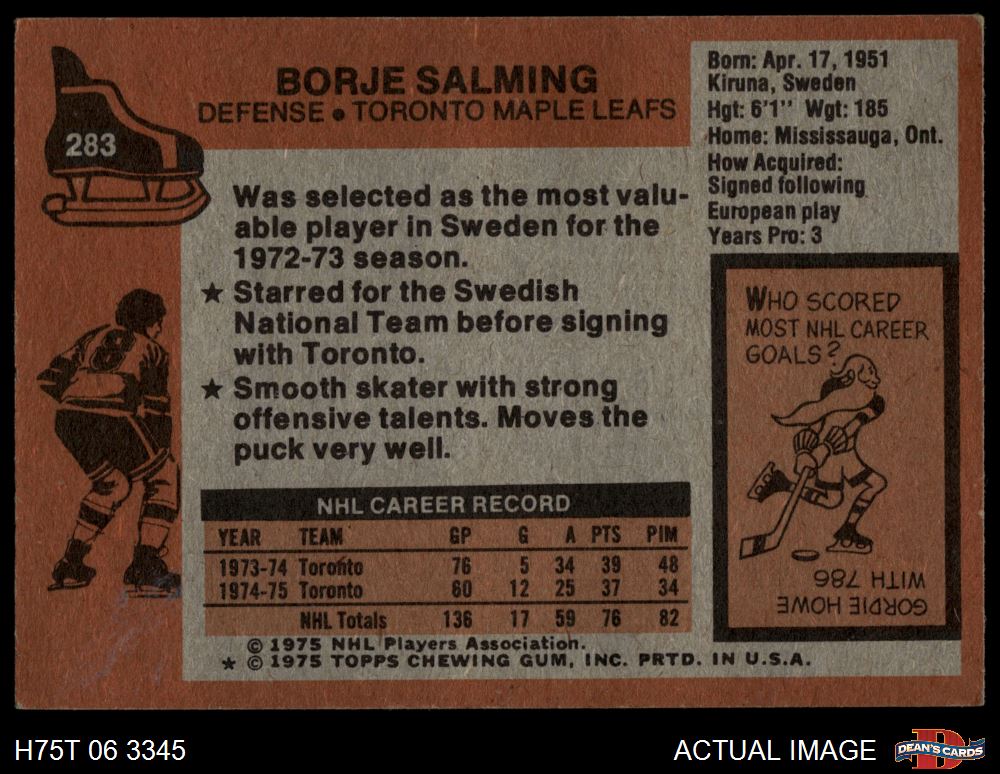 283
BORJE SALMING
DEFENSE • TORONTO MAPLE LEAFS
Born: Apr. 17, 1951
Kiruna, Sweden
Hgt: 6'1" Wgt: 185
Home: Mississauga, Ont.
How Acquired:
Signed following
European play
Years Pro: 3
Was selected as the most valu-
able player in Sweden for the
1972-73 season.
★ Starred for the Swedish
National Team before signing
with Toronto.
★ Smooth skater with strong
offensive talents. Moves the
puck very well.
8
WHO SCORED
MOST NHL CAREER
GOALS?
GORDIE HOWE
WITH 786
NHL CAREER RECORD
YEAR TEAM GP G A PTS PIM
1973-74 Toronto 76 5 34 39 48
1974-75 Toronto 60 12 25 37 34
NHL Totals 136 17 59 76 82
© 1975 NHL Players Association.
★ © 1975 TOPPS CHEWING GUM, INC. PRTD. IN U.S.A.
H75T 06 3345
ACTUAL IMAGE
D
DEAN'S CARDS